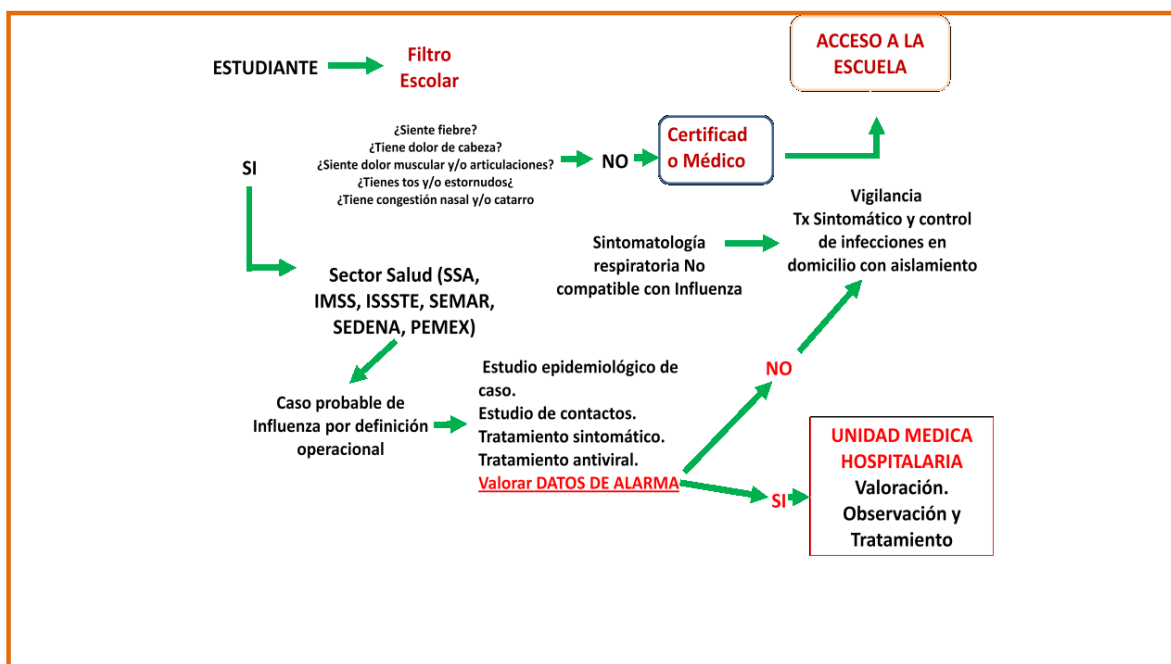 ESTUDIANTE
Filtro
Escolar
ACCESO A LA
ESCUELA
¿Siente fiebre?
¿Tiene dolor de cabeza?
¿Siente dolor muscular y/o articulaciones?
¿Tienes tos y/o estornudos¿
¿Tiene congestión nasal y/o catarro
NO
Certificad
o Médico
SI
Vigilancia
Tx Sintomático y control
de infecciones en
domicilio con aislamiento
Sintomatología
respiratoria No
compatible con Influenza
Sector Salud (SSA,
IMSS, ISSSTE, SEMAR,
SEDENA, PEMEX)
Caso probable de
Influenza por definición
operacional
Estudio epidemiológico de
caso.
Estudio de contactos.
Tratamiento sintomático.
Tratamiento antiviral.
Valorar DATOS DE ALARMA
NO
SI
UNIDAD MEDICA
HOSPITALARIA
Valoración.
Observación y
Tratamiento